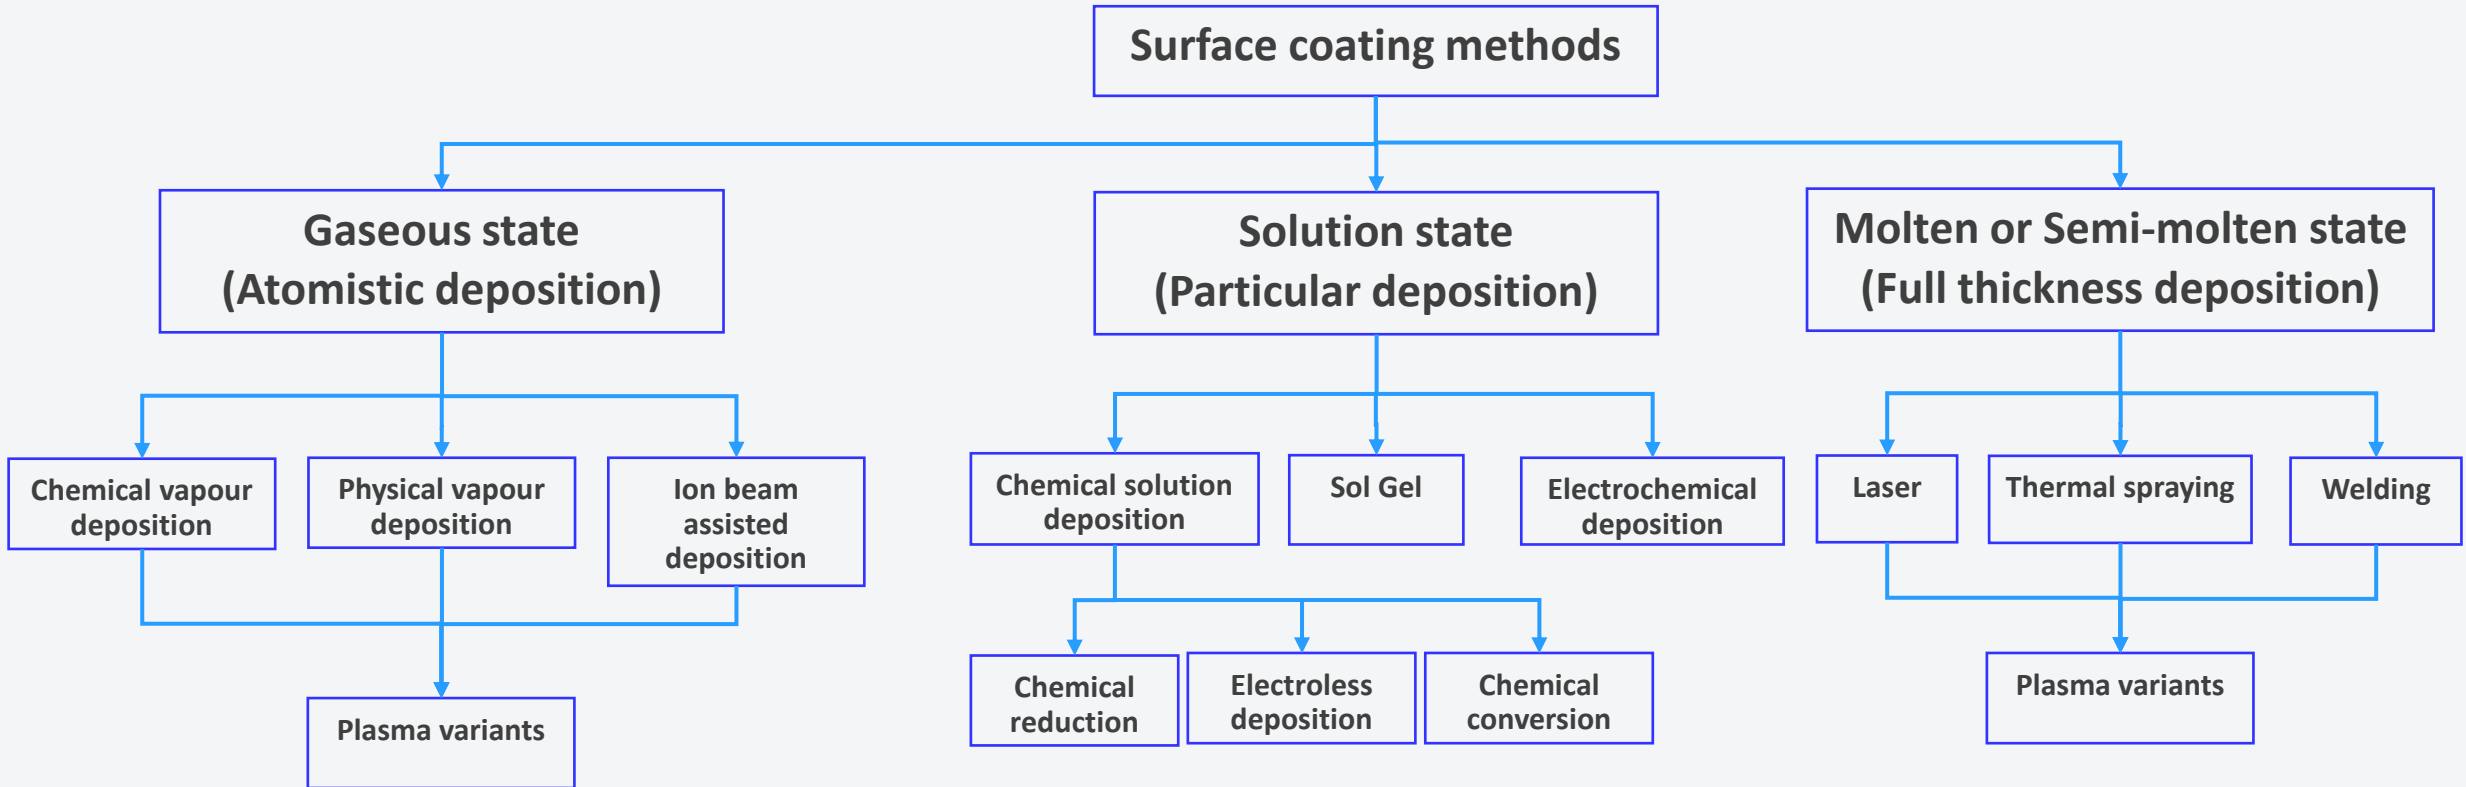 Surface coating methods
Gaseous state
(Atomistic deposition)
Solution state
(Particular deposition)
Molten or Semi-molten state
(Full thickness deposition)
Chemical vapour
deposition
Physical vapour
deposition
Ion beam
assisted
deposition
Chemical solution
deposition
Sol Gel
Electrochemical
deposition
Laser
Thermal spraying
Welding
Plasma variants
Chemical
reduction
Electroless
deposition
Chemical
conversion
Plasma variants